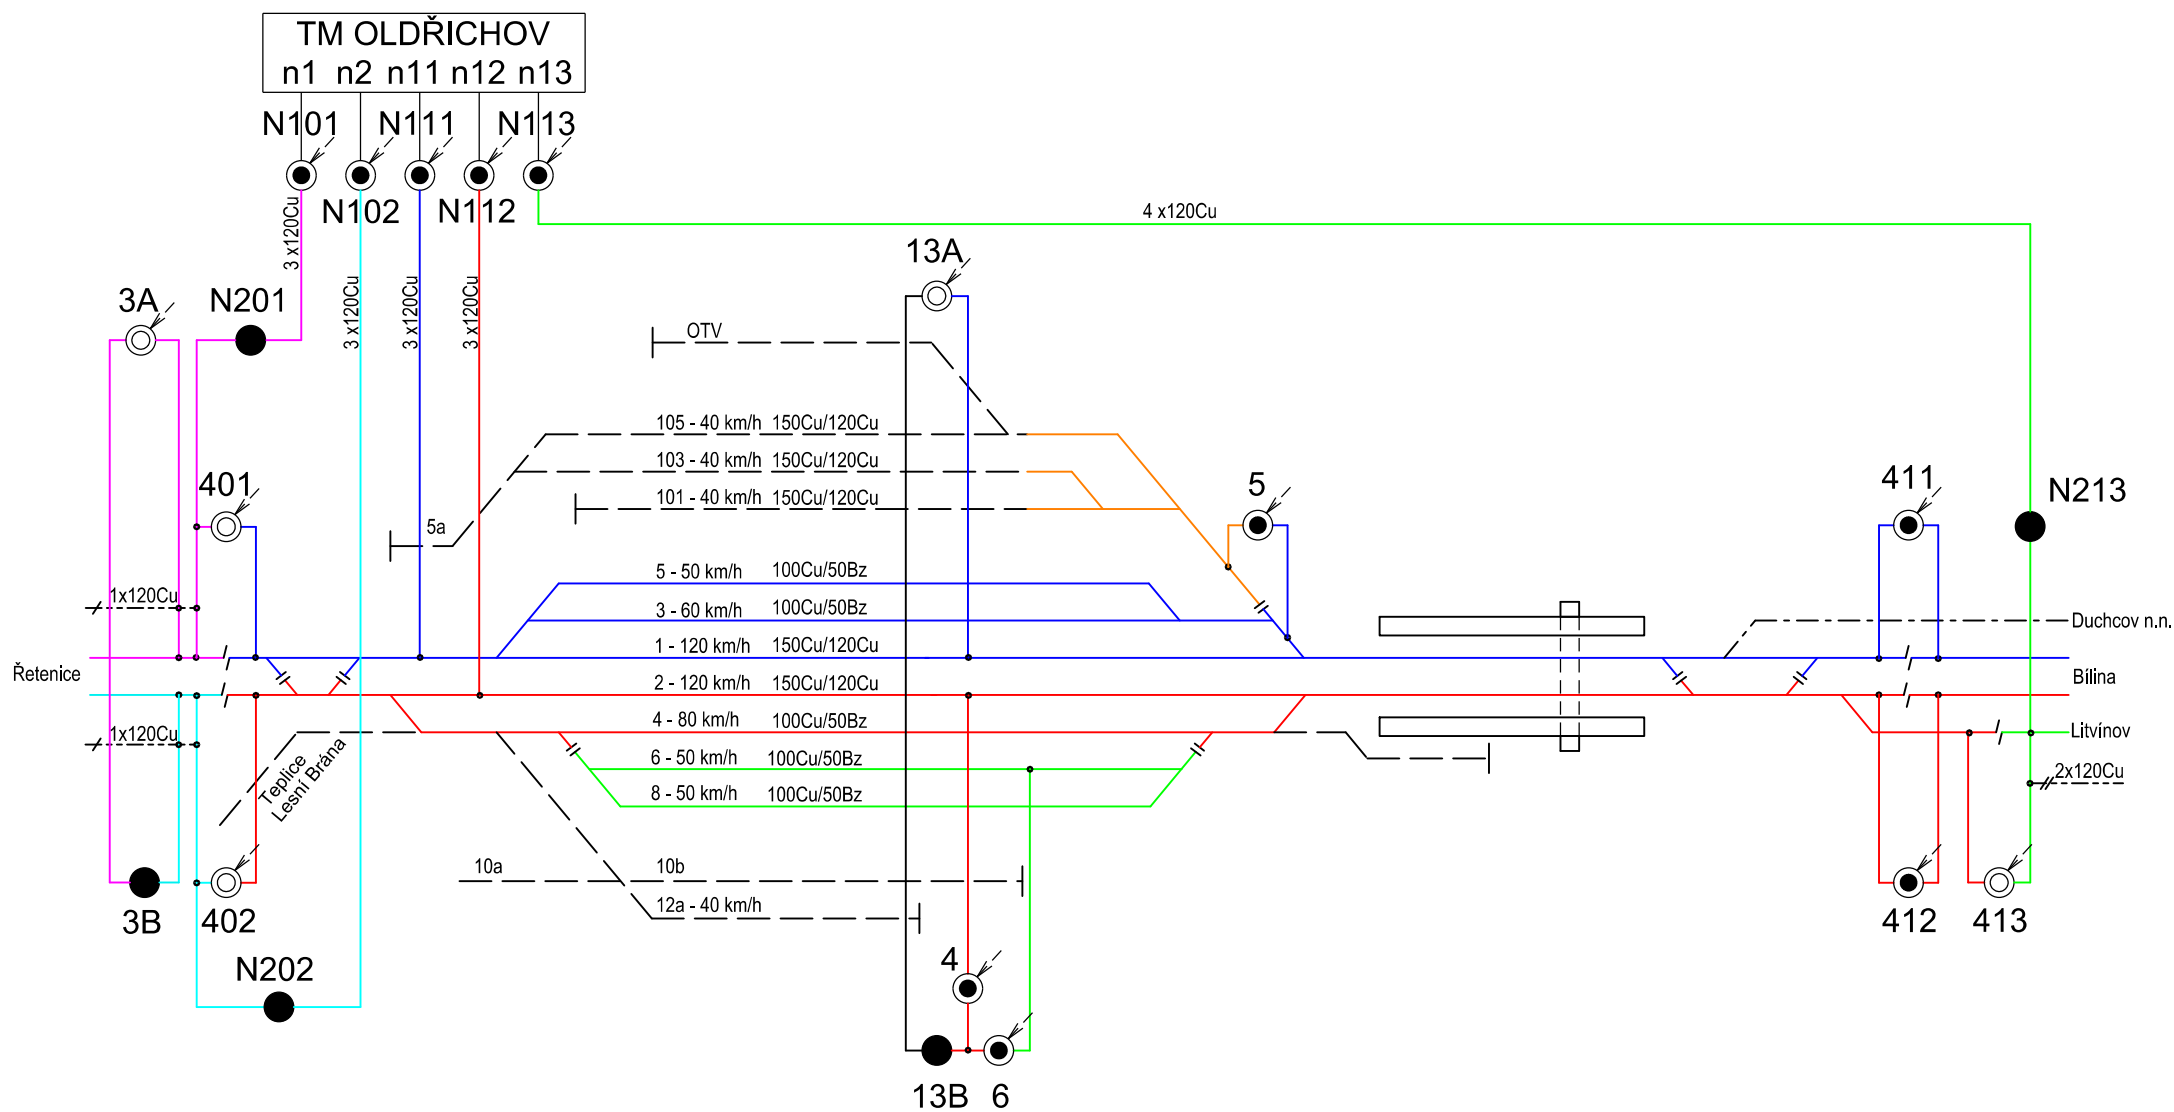 TM OLDŘICHOV
n1 n2 n11 n12 n13
N101 N111 N113
N102 N112
3 x120Cu
3 x120Cu
3 x120Cu
3 x120Cu
4 x120Cu
13A
3A N201
OTV
105 - 40 km/h 150Cu/120Cu
103 - 40 km/h 150Cu/120Cu
101 - 40 km/h 150Cu/120Cu
401
5
411
N213
5a
5 - 50 km/h 100Cu/50Bz
1x120Cu
3 - 60 km/h 100Cu/50Bz
Duchcov n.n.
1 - 120 km/h 150Cu/120Cu
Řetenice
2 - 120 km/h 150Cu/120Cu
Bílina
4 - 80 km/h 100Cu/50Bz
Litvínov
1x120Cu
Teplice
Lesní Brána
6 - 50 km/h 100Cu/50Bz
2x120Cu
8 - 50 km/h 100Cu/50Bz
10a 10b
12a - 40 km/h
3B 402
412 413
N202
4
13B 6